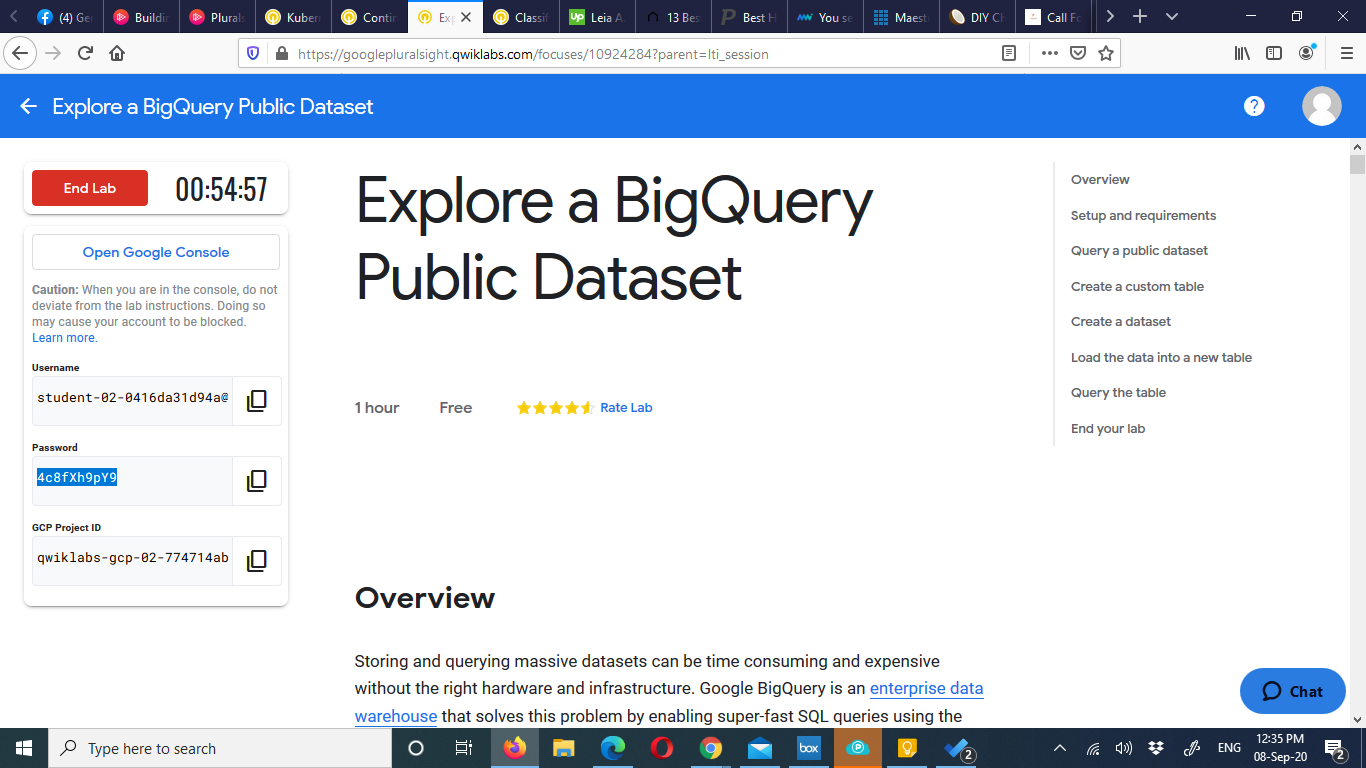 (4) Ge
Buildin
Plurals
Kubern
Contin
Exp
Classif
Leia A.
13 Bes
Best H
You se
Maest
DIY Ch
Call Fo
https://googlepluralsight.qwiklabs.com/focuses/10924284?parent=lti_session
Explore a BigQuery Public Dataset
?
End Lab
00:54:57
Open Google Console
Caution: When you are in the console, do not
deviate from the lab instructions. Doing so
may cause your account to be blocked.
Learn more.
Username
student-02-0416da31d94a@
Password
4c8fXh9pY9
GCP Project ID
qwiklabs-gcp-02-774714ab
Explore a BigQuery
Public Dataset
1 hour
Free
Rate Lab
Overview
Storing and querying massive datasets can be time consuming and expensive
without the right hardware and infrastructure. Google BigQuery is an enterprise data
warehouse that solves this problem by enabling super-fast SQL queries using the
Overview
Setup and requirements
Query a public dataset
Create a custom table
Create a dataset
Load the data into a new table
Query the table
End your lab
Chat
Type here to search
box
2
ENG
12:35 PM
08-Sep-20
2